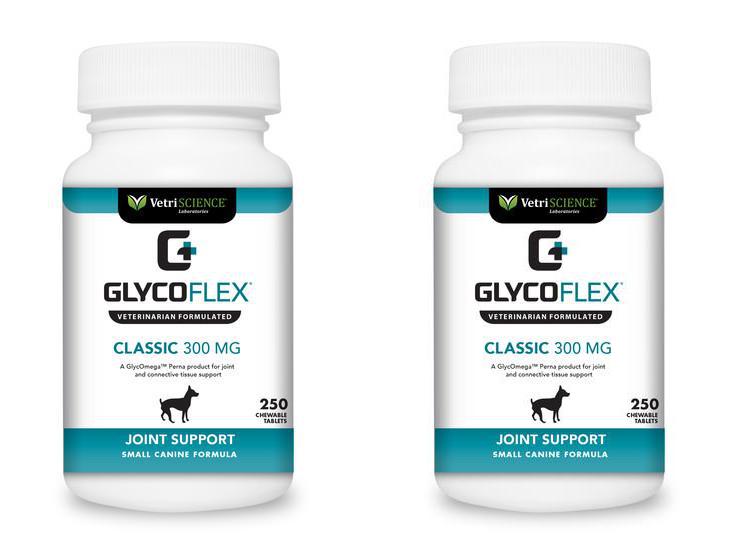 VetriSCIENCE®
Laboratories
G
GLYCOFLEX®
VETERINARIAN FORMULATED
CLASSIC 300 MG
A GlycOmega™ Perna product for joint
and connective tissue support
250
CHEWABLE
TABLETS
JOINT SUPPORT
SMALL CANINE FORMULA
VetriSCIENCE®
Laboratories
G
GLYCOFLEX®
VETERINARIAN FORMULATED
CLASSIC 300 MG
A GlycOmega™ Perna product for joint
and connective tissue support
250
CHEWABLE
TABLETS
JOINT SUPPORT
SMALL CANINE FORMULA